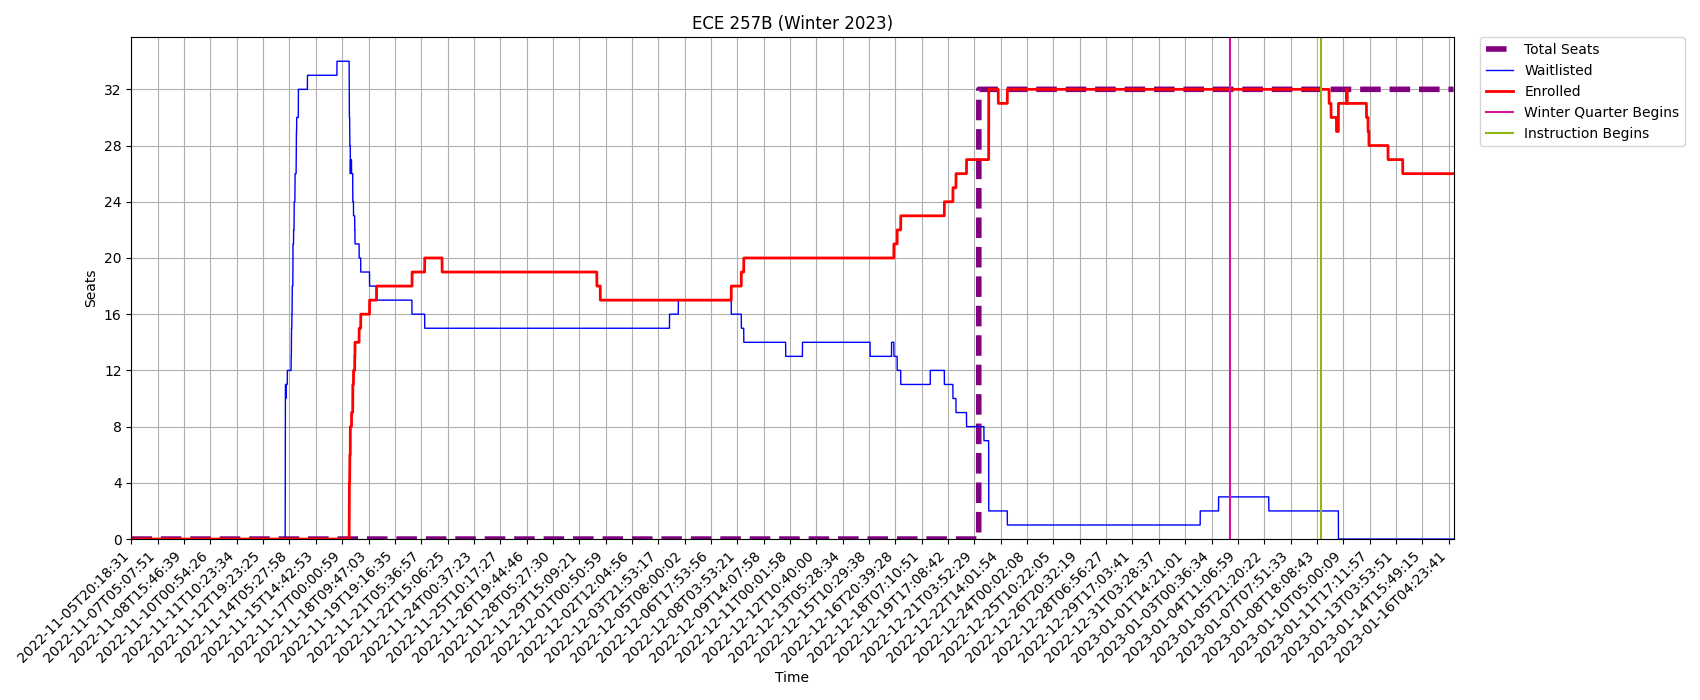 ECE 257B (Winter 2023)
Total Seats
Waitlisted
Enrolled
Winter Quarter Begins
Instruction Begins
Seats
32
28
24
20
16
12
8
4
0
2022-11-05T20:18:31
2022-11-07T05:07:51
2022-11-08T15:46:39
2022-11-10T00:54:26
2022-11-11T10:23:34
2022-11-12T19:23:25
2022-11-14T05:27:58
2022-11-15T14:42:53
2022-11-17T00:00:59
2022-11-18T09:47:03
2022-11-19T19:16:35
2022-11-21T05:36:57
2022-11-22T15:06:25
2022-11-24T00:37:23
2022-11-25T10:17:27
2022-11-26T19:44:46
2022-11-28T05:27:30
2022-11-29T15:09:21
2022-12-01T00:50:59
2022-12-02T12:04:56
2022-12-03T21:53:17
2022-12-05T08:00:02
2022-12-06T17:53:56
2022-12-08T03:53:21
2022-12-09T14:07:58
2022-12-11T00:01:58
2022-12-12T10:40:00
2022-12-13T05:28:34
2022-12-15T10:29:38
2022-12-16T20:39:28
2022-12-18T07:10:51
2022-12-19T17:08:42
2022-12-21T03:52:29
2022-12-22T14:01:54
2022-12-24T00:02:08
2022-12-25T10:22:05
2022-12-26T20:32:19
2022-12-28T06:56:27
2022-12-29T17:03:41
2022-12-31T03:28:37
2023-01-01T14:21:01
2023-01-03T00:36:34
2023-01-04T11:06:59
2023-01-05T21:20:22
2023-01-07T07:51:33
2023-01-08T18:08:43
2023-01-10T05:00:09
2023-01-11T17:11:57
2023-01-13T03:53:51
2023-01-14T15:49:15
2023-01-16T04:23:41
Time